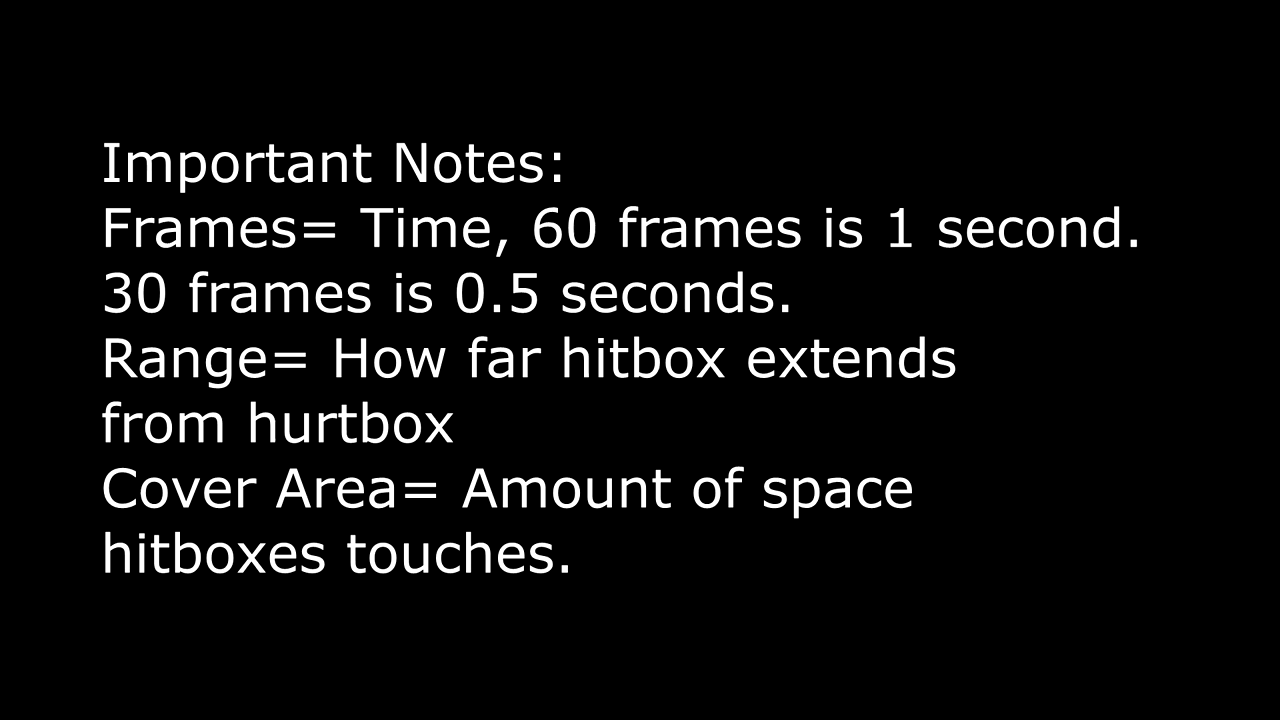 Important Notes:
Frames= Time, 60 frames is 1 second.
30 frames is 0.5 seconds.
Range= How far hitbox extends
from hurtbox
Cover Area= Amount of space
hitboxes touches.